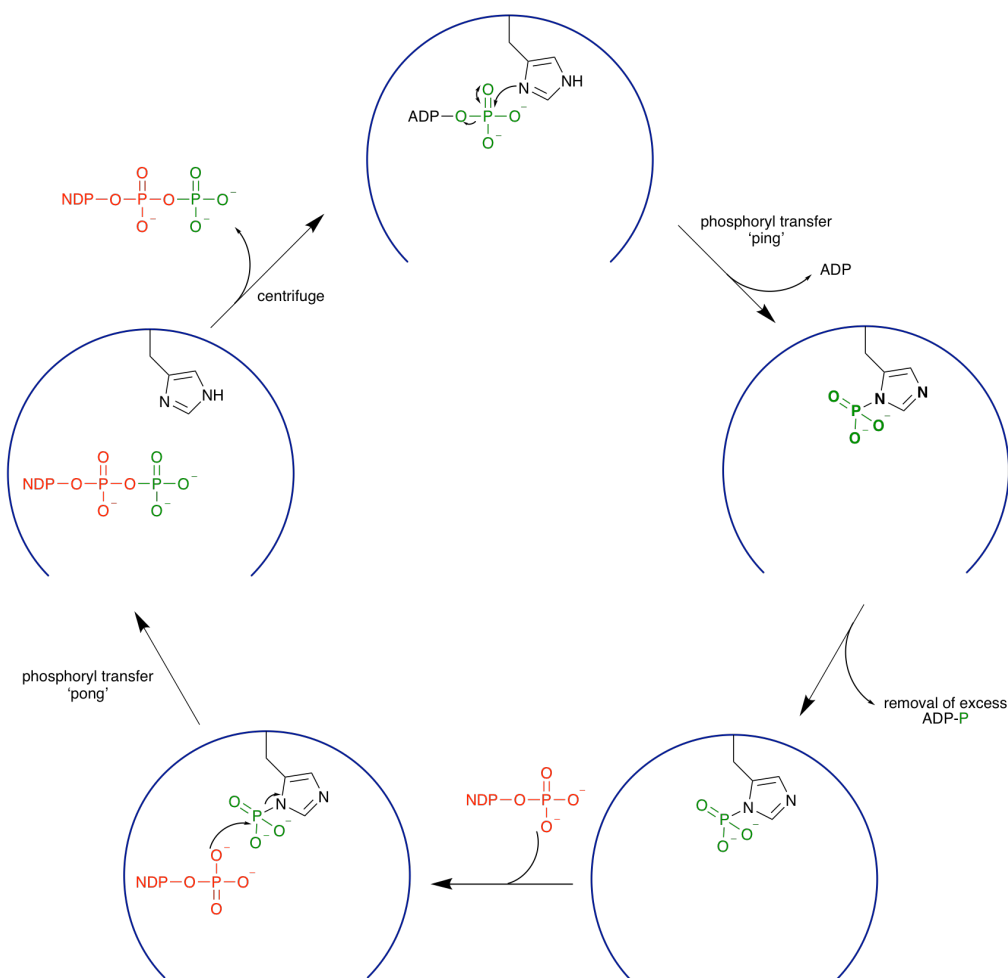 O
N
NH
ADP–O–P–O⁻
O⁻
phosphoryl transfer
‘ping’
ADP
O
N
N
P
O⁻
O⁻
removal of excess
ADP-P
O
N
N
P
O⁻
O⁻
O
NDP–O–P–O⁻
O⁻
O
N
N
P
O⁻
O⁻
O⁻
NDP–O–P–O⁻
O
phosphoryl transfer
‘pong’
N
NH
O O
NDP–O–P–O–P–O⁻
O⁻ O⁻
centrifuge
O O
NDP–O–P–O–P–O⁻
O⁻ O⁻